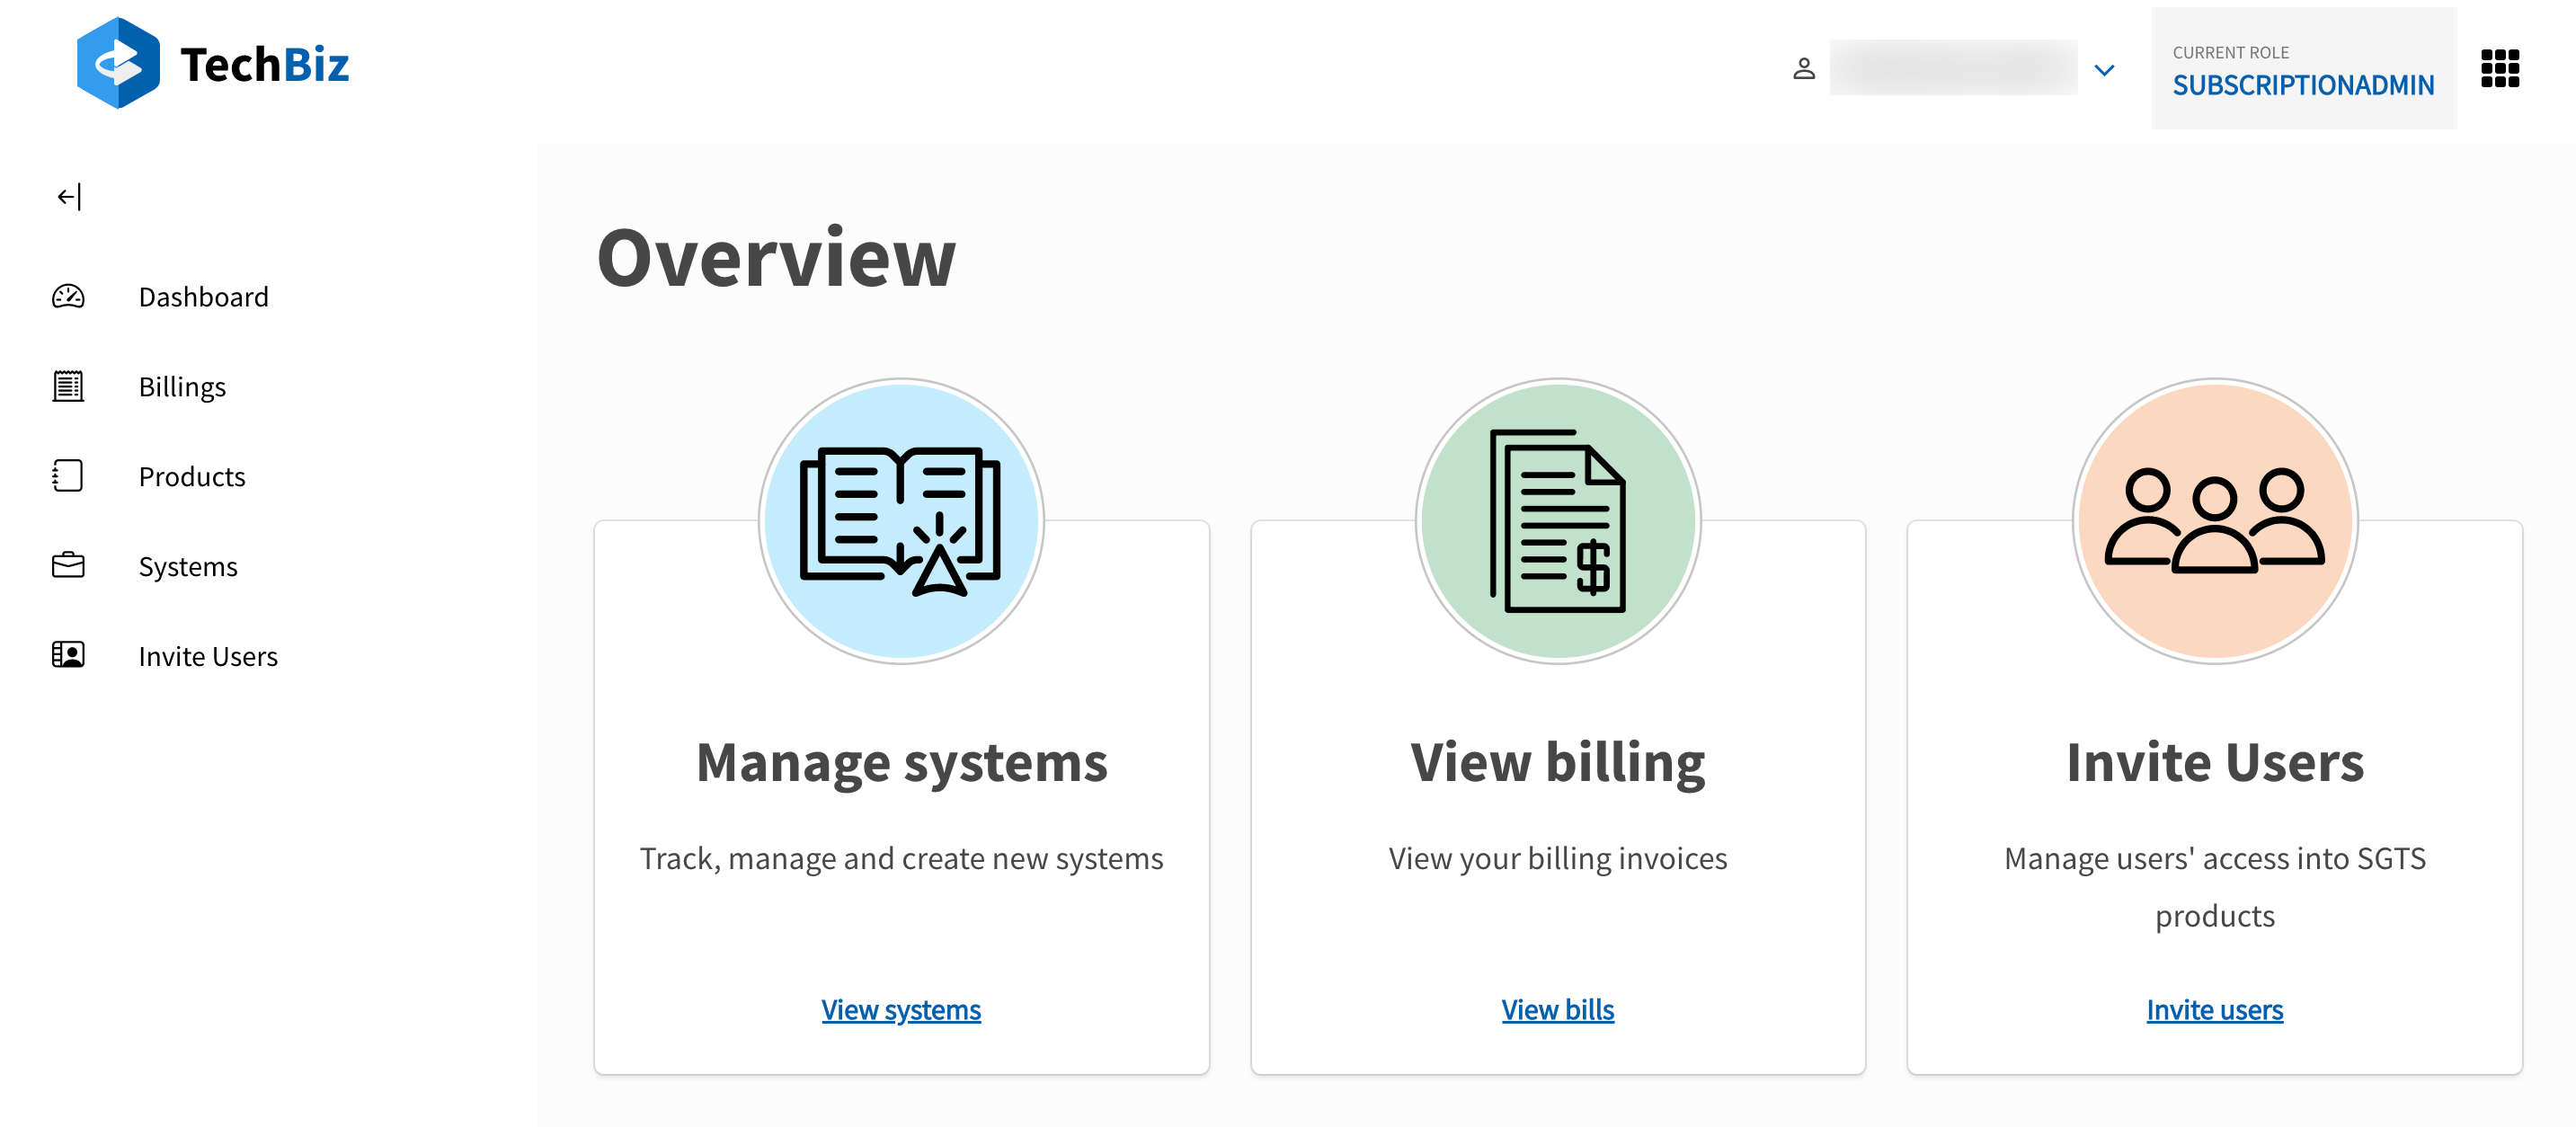 TechBiz
CURRENT ROLE
SUBSCRIPTIONADMIN
Dashboard
Billings
Products
Systems
Invite Users
Overview
Manage systems
Track, manage and create new systems
View systems
View billing
View your billing invoices
View bills
Invite Users
Manage users' access into SGTS
products
Invite users